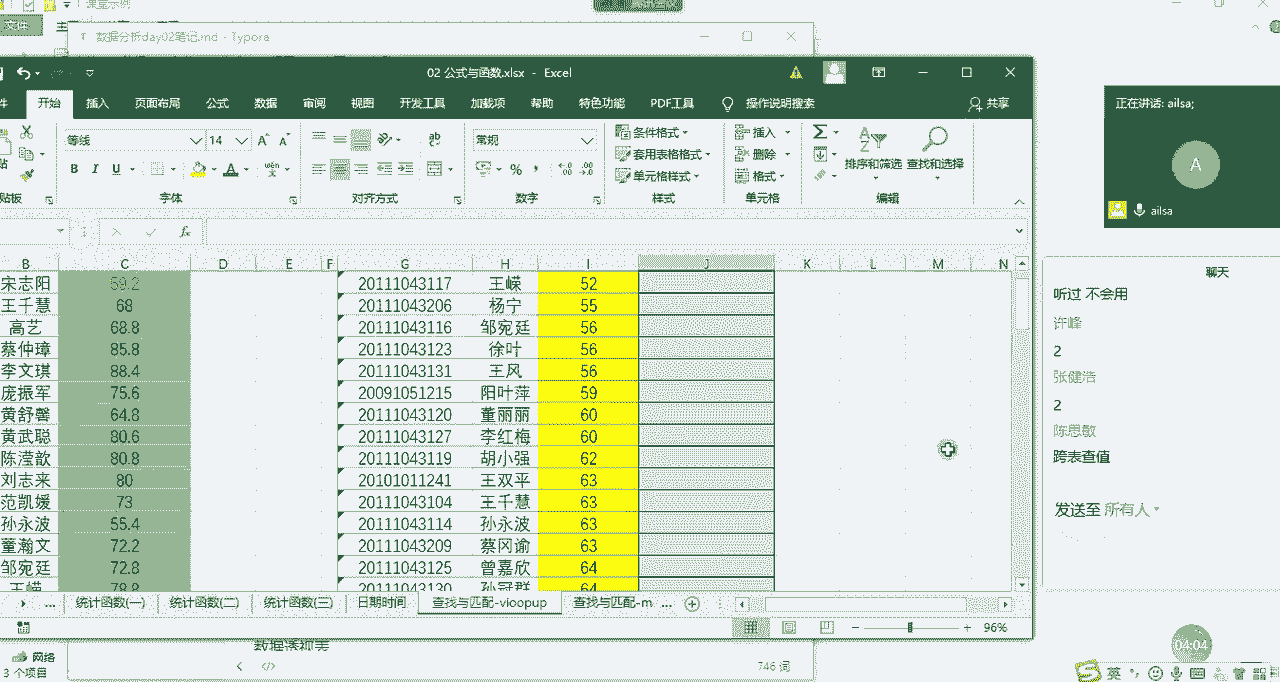 文件
数据分析day02笔记.md - Typora
02 公式与函数.xlsx - Excel
件 开始 插入 页面布局 公式 数据 审阅 视图 开发工具 加载项 帮助 特色功能 PDF工具 操作说明搜索 共享
等线 14 常规 条件格式 插入
套用表格格式 删除 排序和筛选 查找和选择
单元格样式 格式
贴板 字体 对齐方式 数字 样式 单元格 编辑
B C D E F G H I J K L M N
宋志阳 59.2 20111043117 王嵘 52
王千慧 68 20111043206 杨宁 55
高艺 68.8 20111043116 邹宛廷 56
蔡仲璋 85.8 20111043123 徐叶 56
李文琪 88.4 20111043131 王风 56
庞振军 75.6 20091051215 阳叶萍 59
黄舒馨 64.8 20111043120 董丽丽 60
黄武聪 80.6 20111043127 李红梅 60
陈滢歆 80.8 20111043119 胡小强 62
刘志来 80 20101011241 王双平 63
范凯媛 73 20111043104 王千慧 63
孙永波 55.4 20111043114 孙永波 63
董瀚文 72.2 20111043209 蔡冈谕 63
邹宛廷 72.8 20111043125 曾嘉欣 64
王嵘 78.8 20111043130 孙冠群 64
... 统计函数(一) 统计函数(二) 统计函数(三) 日期时间 查找与匹配-vioopup 查找与匹配-m ...
96%
746 词
网络
3 个项目
正在讲话: ailsa;
A
ailsa
聊天
听过 不会用
许峰
2
张健浩
2
陈思敏
跨表查值
发送至 所有人
04:04
英